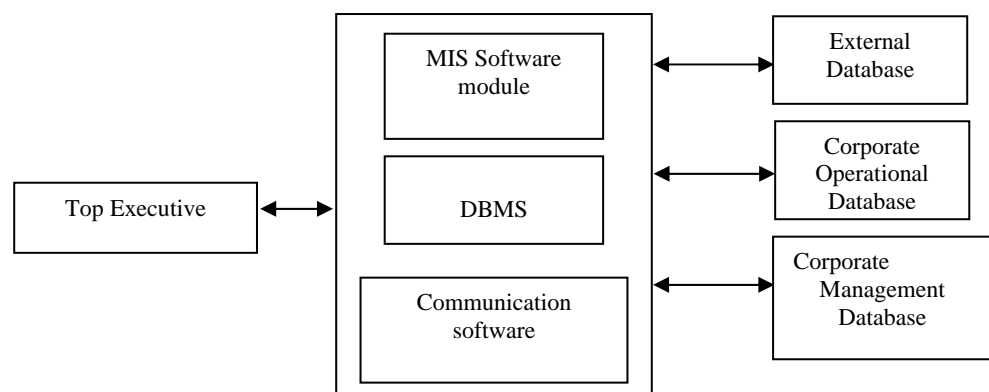 Top Executive
MIS Software
module
DBMS
Communication
software
External
Database
Corporate
Operational
Database
Corporate
Management
Database